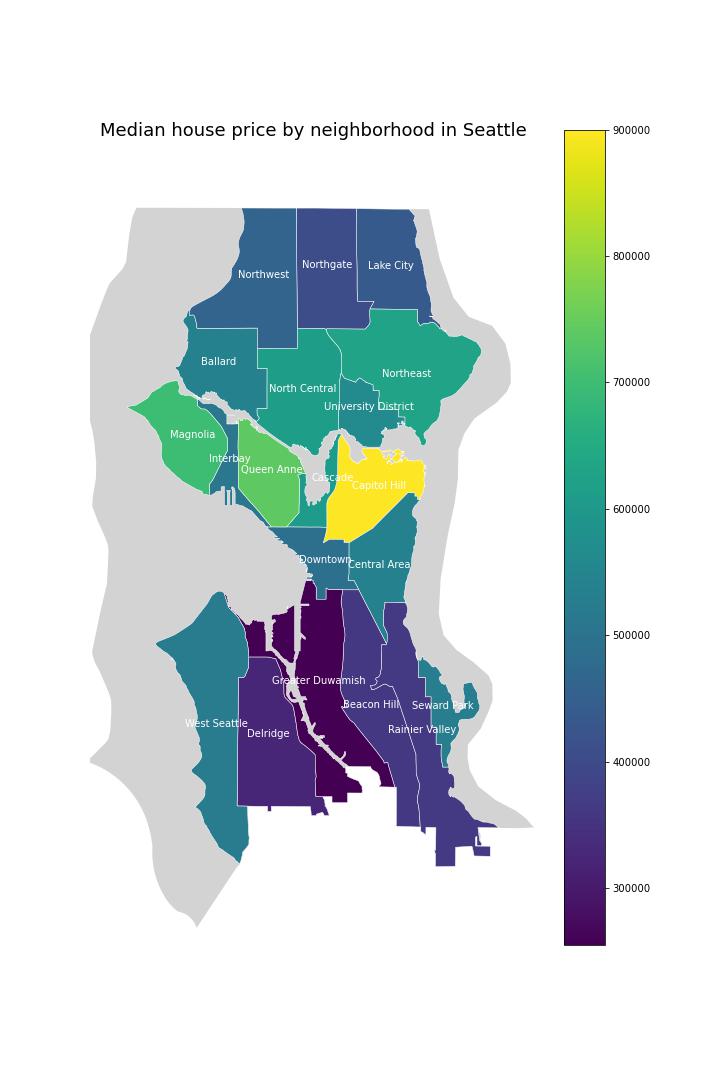 Median house price by neighborhood in Seattle
900000
800000
700000
600000
500000
400000
300000
Northwest
Northgate
Lake City
Ballard
North Central
Northeast
University District
Magnolia
Interbay
Queen Anne
Cascade
Capitol Hill
Downtown
Central Area
Greater Duwamish
Beacon Hill
Seward Park
West Seattle
Delridge
Rainier Valley